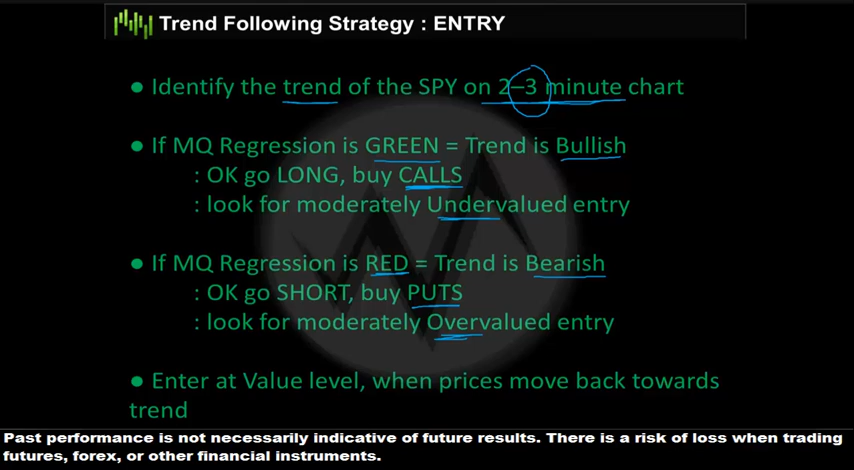 Trend Following Strategy : ENTRY
● Identify the trend of the SPY on 2–3 minute chart
● If MQ Regression is GREEN = Trend is Bullish
: OK go LONG, buy CALLS
: look for moderately Undervalued entry
● If MQ Regression is RED = Trend is Bearish
: OK go SHORT, buy PUTS
: look for moderately Overvalued entry
● Enter at Value level, when prices move back towards
trend
Past performance is not necessarily indicative of future results. There is a risk of loss when trading
futures, forex, or other financial instruments.